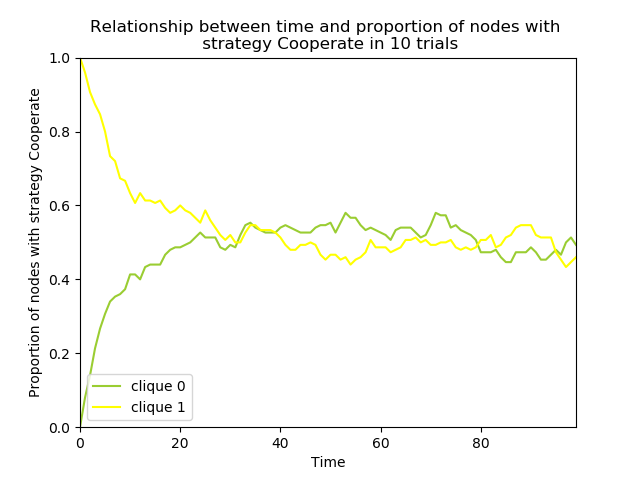 Relationship between time and proportion of nodes with
strategy Cooperate in 10 trials
Proportion of nodes with strategy Cooperate
1.0
0.8
0.6
0.4
0.2
0.0
clique 0
clique 1
0 20 40 60 80
Time